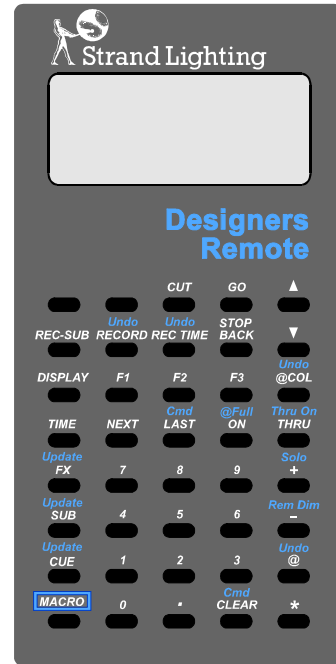 Strand Lighting
Designers
Remote
CUT GO ▲
Undo Undo STOP
REC-SUB RECORD REC TIME BACK ▼
Undo
DISPLAY F1 F2 F3 @COL
Cmd @Full Thru On
TIME NEXT LAST ON THRU
Update Solo
FX 7 8 9 +
Update Rem Dim
SUB 4 5 6 –
Update Undo
CUE 1 2 3 @
Cmd
MACRO 0 . CLEAR *